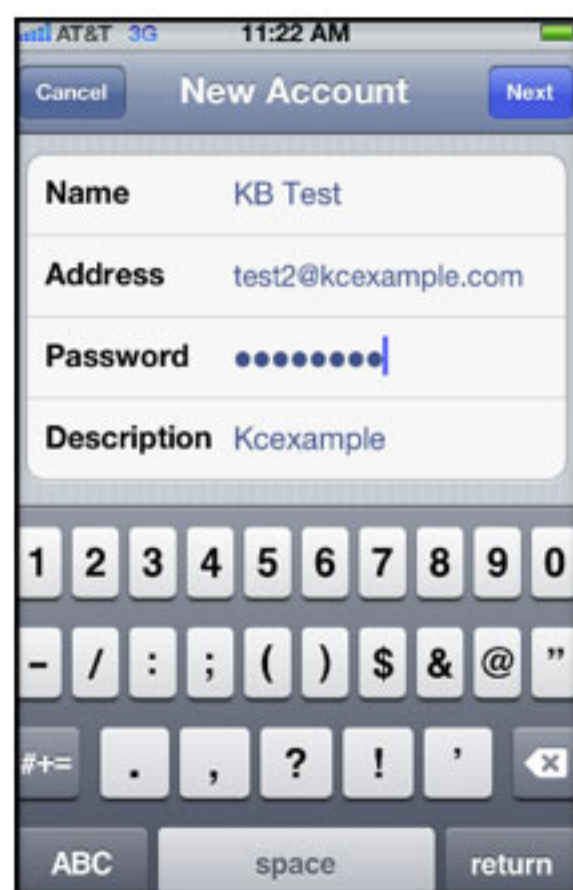 AT&T 3G 11:22 AM
Cancel New Account Next
Name KB Test
Address test2@kcexample.com
Password ●●●●●●●●
Description Kcexample
1 2 3 4 5 6 7 8 9 0
- / : ; ( ) $ & @ ”
#+= . , ? ! ’
ABC space return